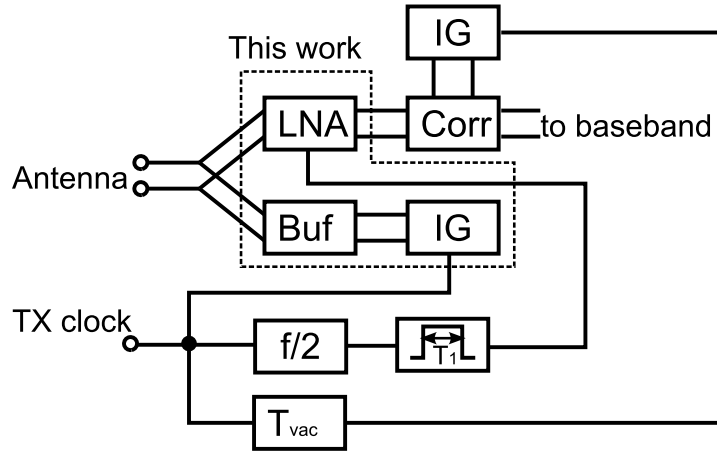 IG
This work
LNA
Corr
to baseband
Antenna
Buf
IG
TX clock
f/2
T1
Tvac